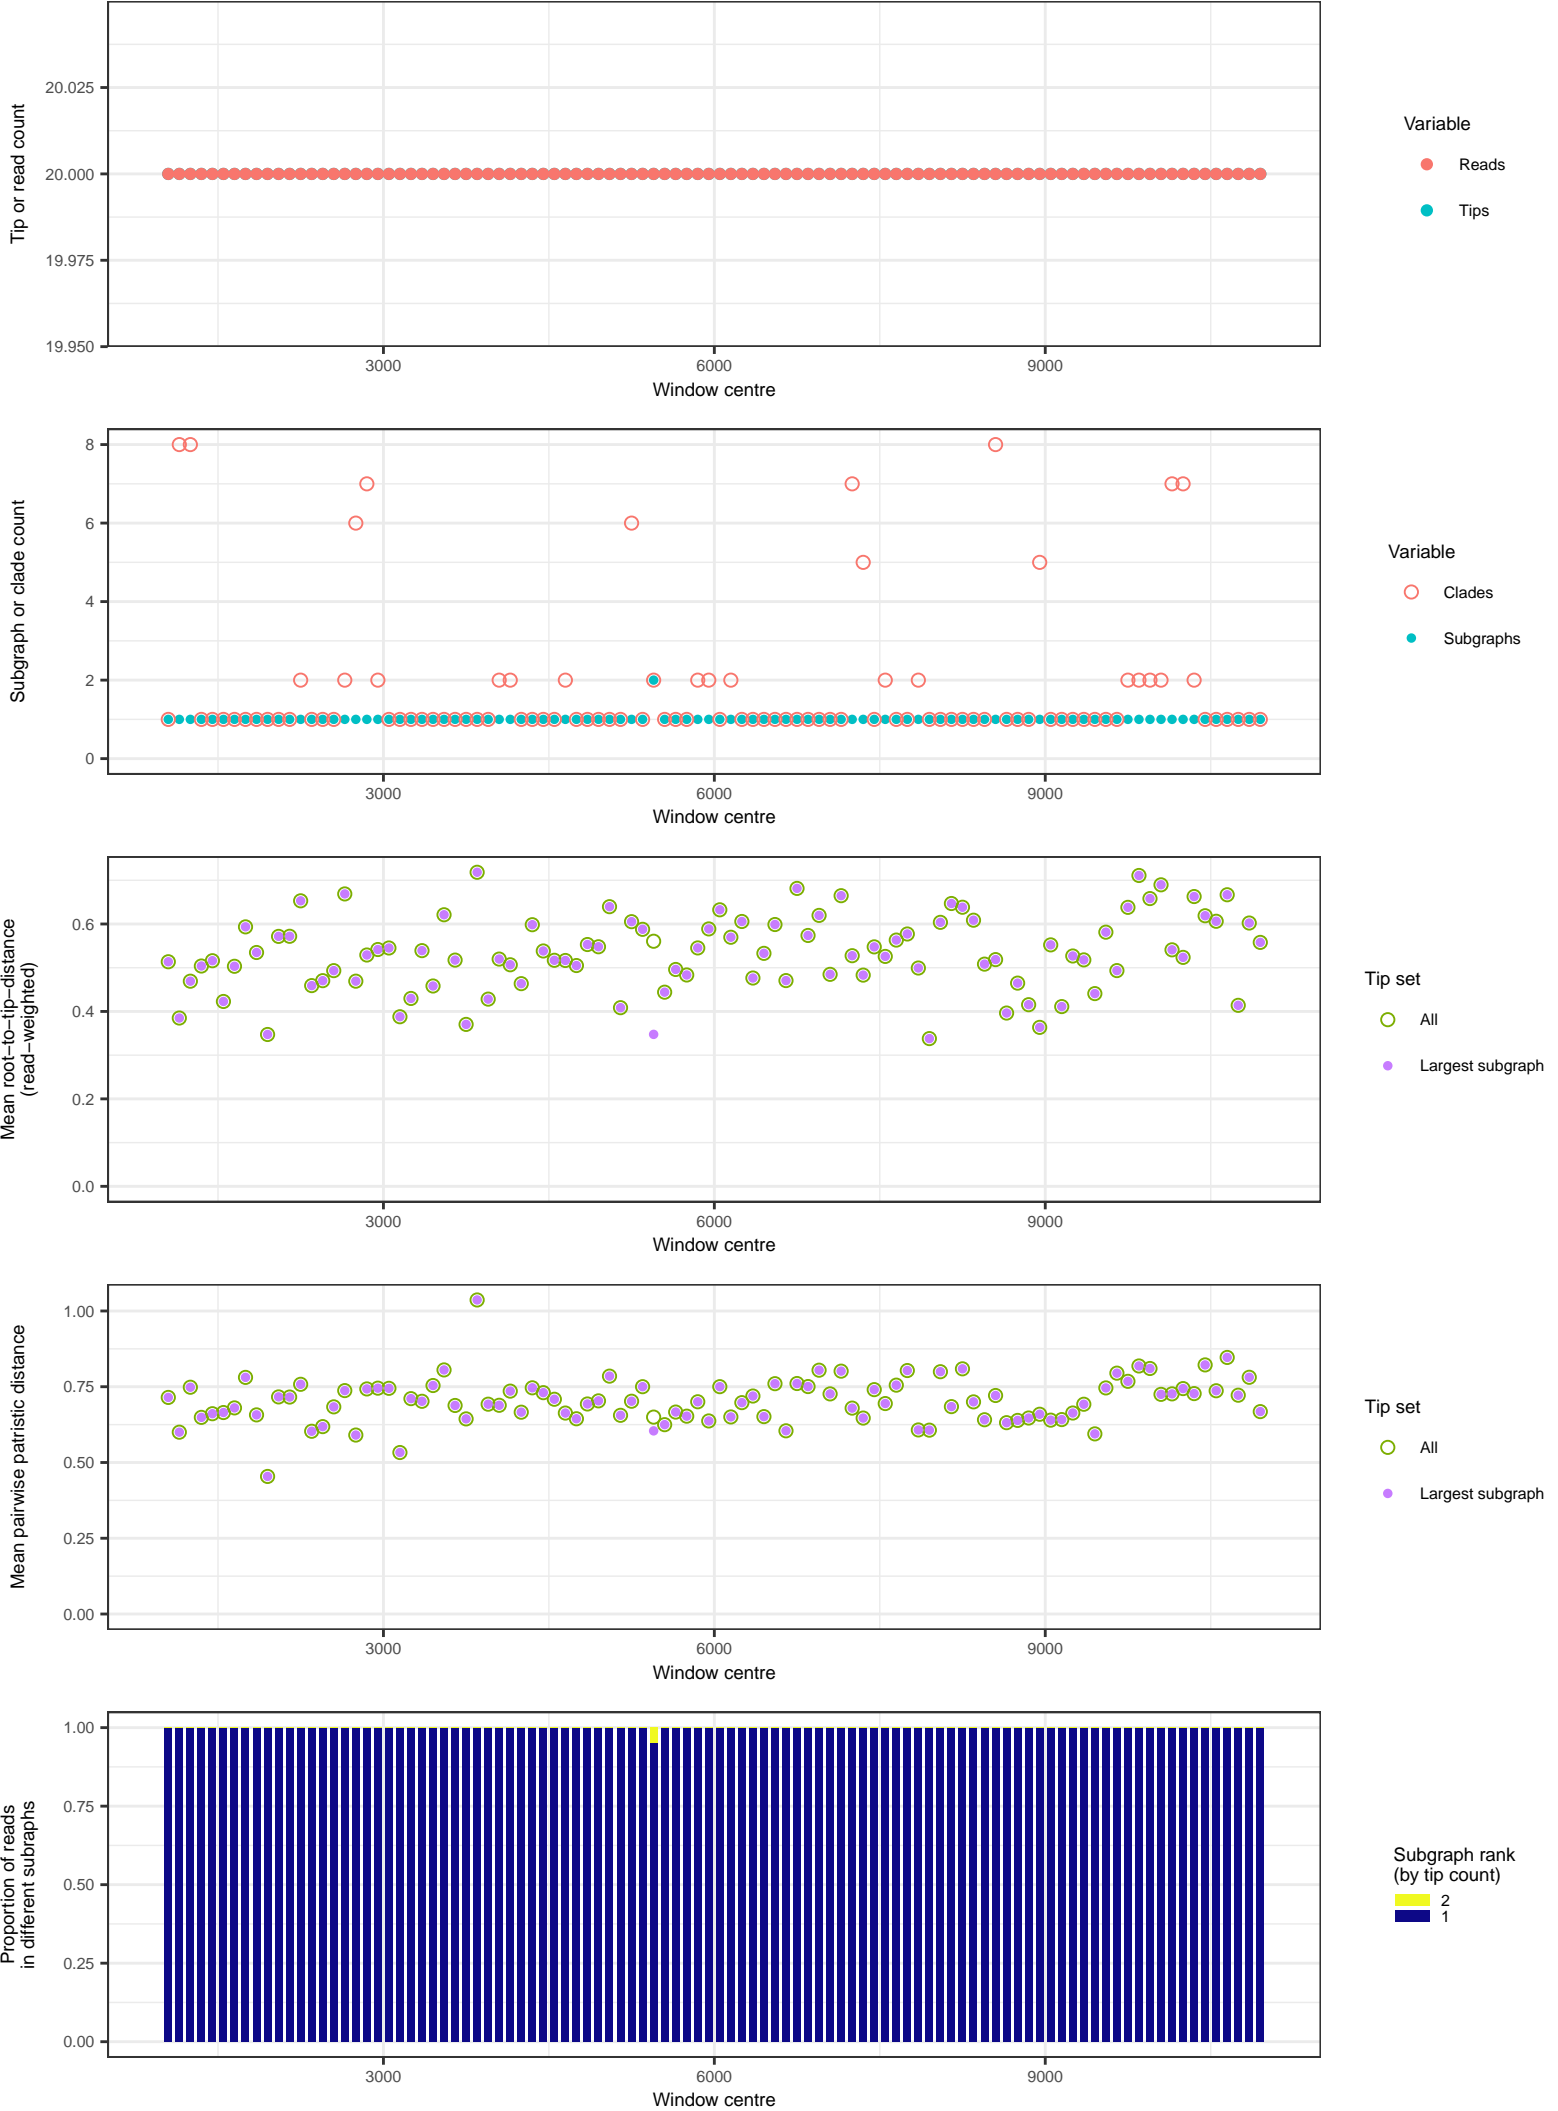 Tip or read count
20.025
20.000
19.975
19.950
3000 6000 9000
Window centre
Variable
Reads
Tips
Subgraph or clade count
8
6
4
2
0
3000 6000 9000
Window centre
Variable
Clades
Subgraphs
Mean root−to−tip−distance
(read−weighted)
0.6
0.4
0.2
0.0
3000 6000 9000
Window centre
Tip set
All
Largest subgraph
Mean pairwise patristic distance
1.00
0.75
0.50
0.25
0.00
3000 6000 9000
Window centre
Tip set
All
Largest subgraph
Proportion of reads
in different subraphs
1.00
0.75
0.50
0.25
0.00
3000 6000 9000
Window centre
Subgraph rank
(by tip count)
2
1